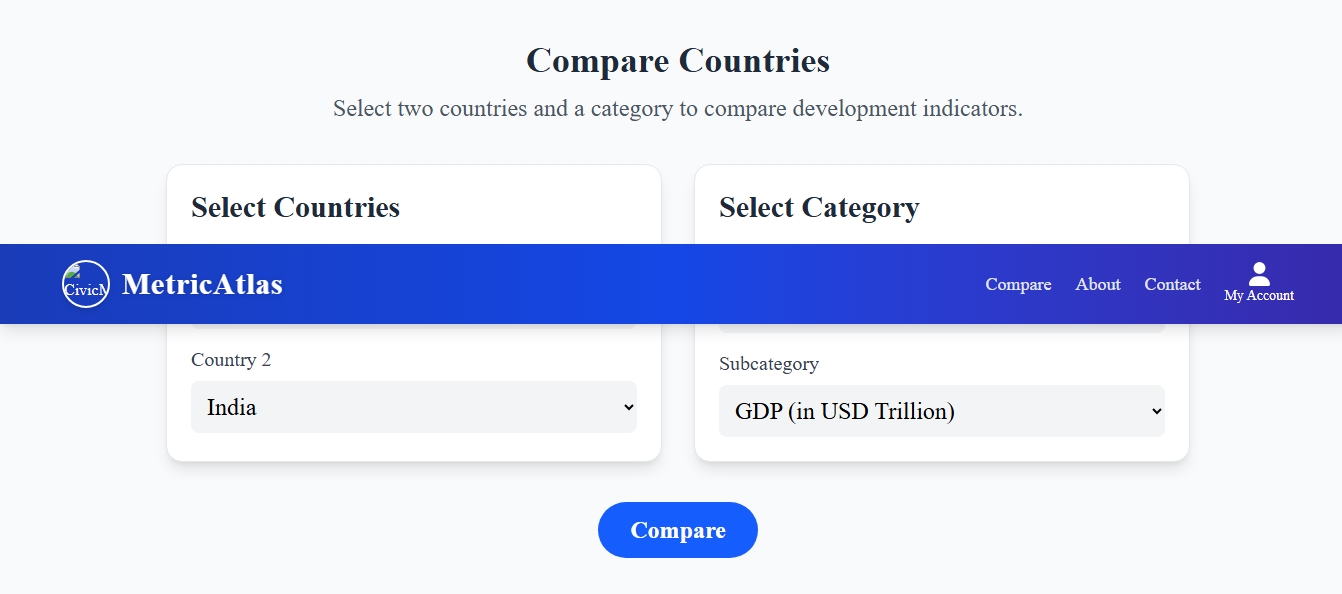 Compare Countries
Select two countries and a category to compare development indicators.
Select Countries
Select Category
MetricAtlas
Compare
About
Contact
My Account
Country 2
India
Subcategory
GDP (in USD Trillion)
Compare